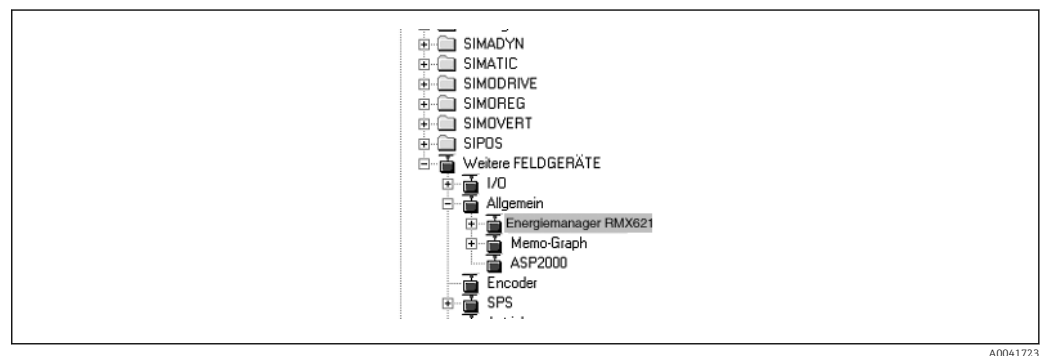 SIMADYN
SIMATIC
SIMODRIVE
SIMOREG
SIMOVERT
SIPOS
Weitere FELDGERÄTE
I/O
Allgemein
Energiemanager RMX621
Memo-Graph
ASP2000
Encoder
SPS
A0041723